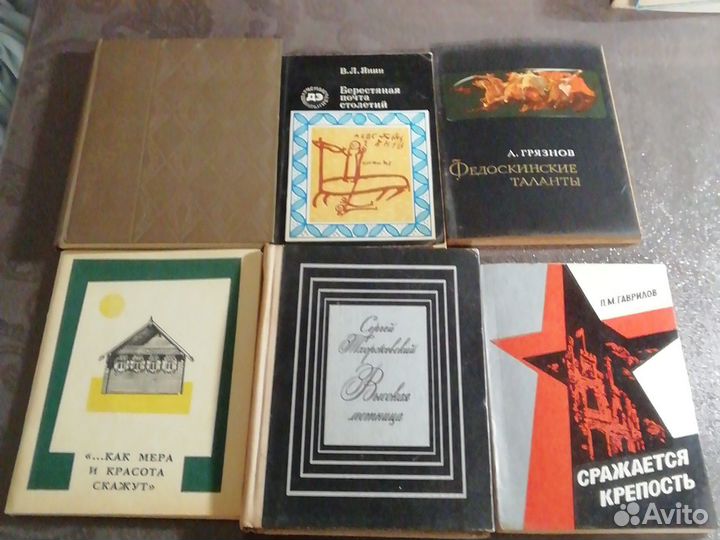 В.Л. Янин
ДЭ
Берестяная
почта
столетий
Л. ГРЯЗНОВ
ФЕДОСКИНСКИЕ
ТАЛАНТЫ
«...КАК МЕРА
И КРАСОТА
СКАЖУТ»
Сергей
Тхоржевский
Высокая
лестница
П.М. ГАВРИЛОВ
СРАЖАЕТСЯ
КРЕПОСТЬ
Avito